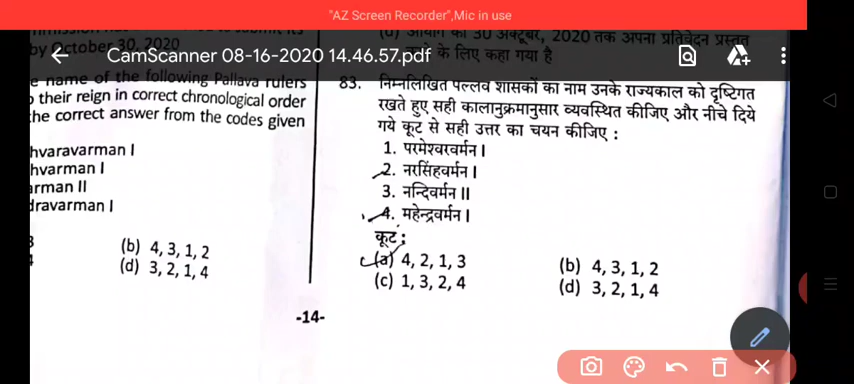 "AZ Screen Recorder",Mic in use
by October 30, 2020
CamScanner 08-16-2020 14.46.57.pdf
(d) आयोग को 30 अक्टूबर, 2020 तक अपना प्रतिवेदन प्रस्तुत
के लिए कहा गया है
e name of the following Pallava rulers
their reign in correct chronological order
he correct answer from the codes given
hvaravarman I
hvarman I
arman II
dravarman I
(b) 4, 3, 1, 2
(d) 3, 2, 1, 4
83. निम्नलिखित पल्लव शासकों का नाम उनके राज्यकाल को दृष्टिगत
रखते हुए सही कालानुक्रमानुसार व्यवस्थित कीजिए और नीचे दिये
गये कूट से सही उत्तर का चयन कीजिए :
1. परमेश्वरवर्मन I
2. नरसिंहवर्मन I
3. नन्दिवर्मन II
4. महेन्द्रवर्मन I
कूट :
(a) 4, 2, 1, 3 (b) 4, 3, 1, 2
(c) 1, 3, 2, 4 (d) 3, 2, 1, 4
-14-